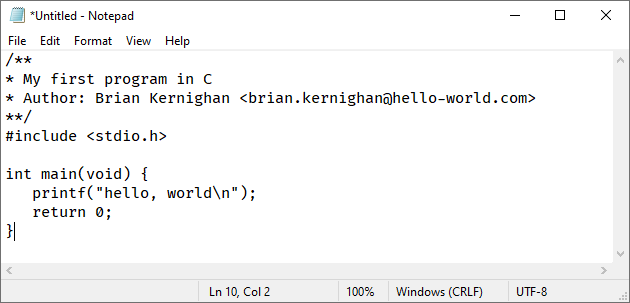 *Untitled - Notepad
File Edit Format View Help
/**
* My first program in C
* Author: Brian Kernighan <brian.kernighan@hello-world.com>
**/
#include <stdio.h>

int main(void) {
   printf("hello, world\n");
   return 0;
}
Ln 10, Col 2 100% Windows (CRLF) UTF-8